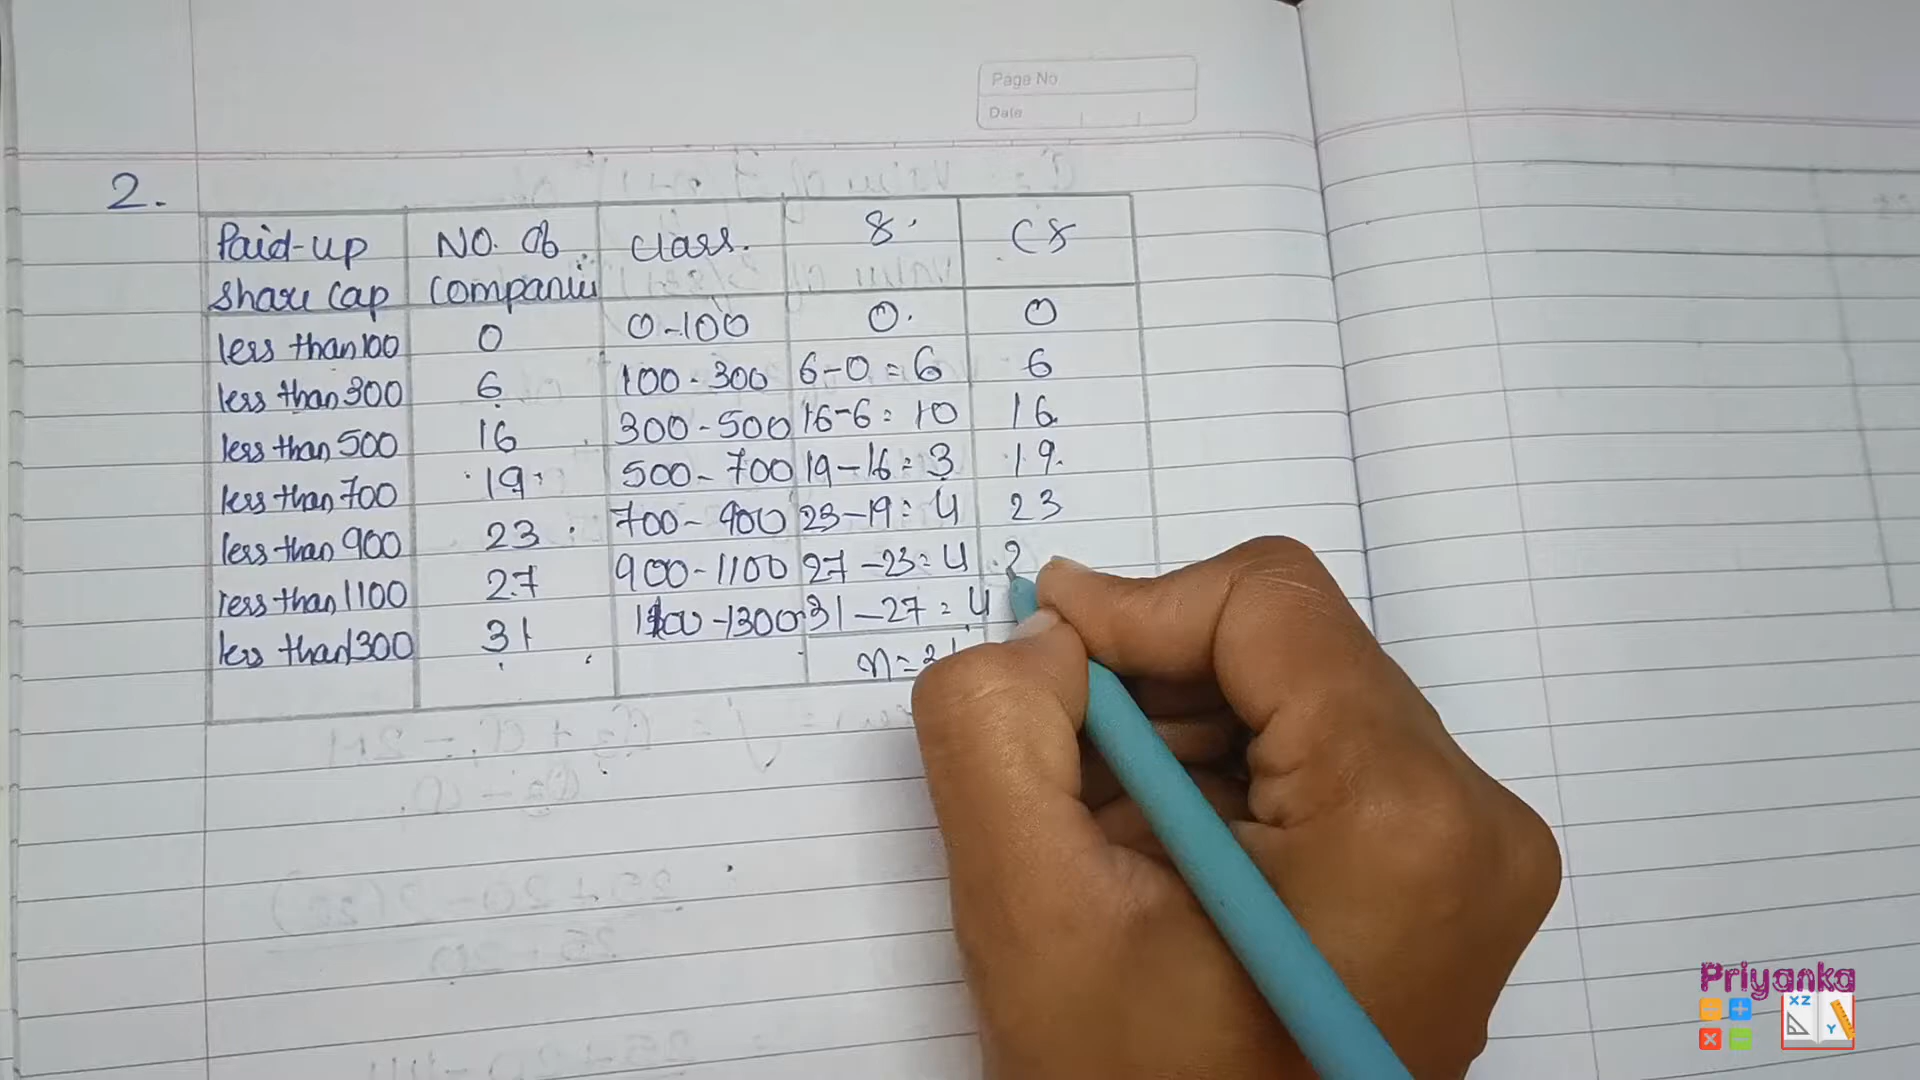 Page No
Date
2.
Paid-up share cap NO. of companies class. f. cf
less than 100 0 0-100 0. 0
less than 300 6 100-300 6-0=6 6
less than 500 16 300-500 16-6=10 16
less than 700 19 500-700 19-16=3 19.
less than 900 23 700-900 23-19=4 23
less than 1100 27 900-1100 27-23=4 2
less than 1300 31 1100-1300 31-27=4
n=31
Priyanka
XZ
Y